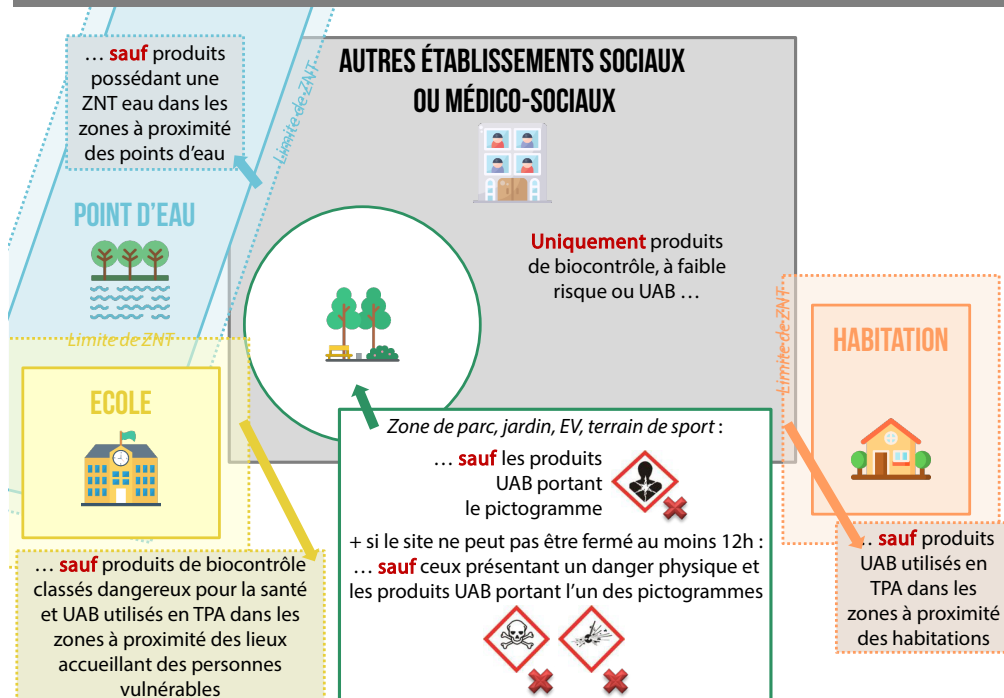 … sauf produits
possédant une
ZNT eau dans les
zones à proximité
des points d'eau
Limite de ZNT
AUTRES ÉTABLISSEMENTS SOCIAUX
OU MÉDICO-SOCIAUX
POINT D'EAU
Limite de ZNT
Uniquement produits
de biocontrôle, à faible
risque ou UAB …
Limite de ZNT
HABITATION
ECOLE
Zone de parc, jardin, EV, terrain de sport :
… sauf les produits
UAB portant
le pictogramme
+ si le site ne peut pas être fermé au moins 12h :
… sauf ceux présentant un danger physique et
les produits UAB portant l'un des pictogrammes
… sauf produits de biocontrôle
classés dangereux pour la santé
et UAB utilisés en TPA dans les
zones à proximité des lieux
accueillant des personnes
vulnérables
… sauf produits
UAB utilisés en
TPA dans les
zones à proximité
des habitations